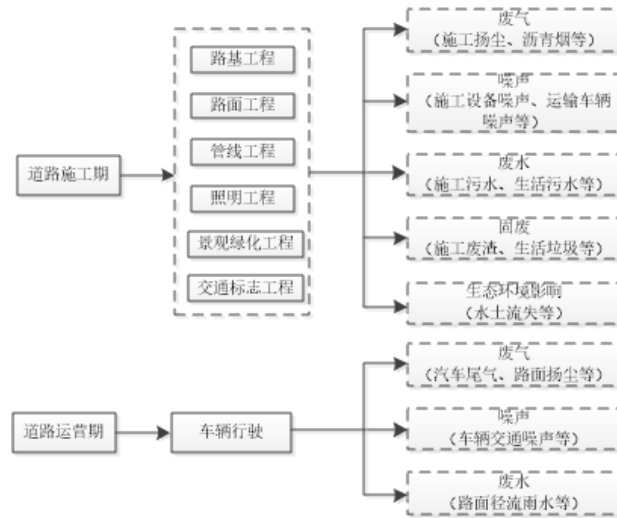 道路施工期
路基工程
路面工程
管线工程
照明工程
景观绿化工程
交通标志工程
废气
（施工扬尘、沥青烟等）
噪声
（施工设备噪声、运输车辆
噪声等）
废水
（施工污水、生活污水等）
固废
（施工废渣、生活垃圾等）
生态环境影响
（水土流失等）
道路运营期
车辆行驶
废气
（汽车尾气、路面扬尘等）
噪声
（车辆交通噪声等）
废水
（路面径流雨水等）